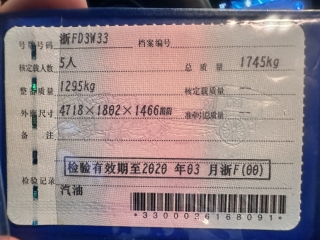 号牌号码 浙FD3W33 档案编号
核定载人数 5人 总质量 1745kg
整备质量 1295kg 核定载质量 --
外廓尺寸 4718×1802×1466mm 准牵引总质量 --
备注
检验有效期至2020 年03 月浙F(00)
检验记录
汽油
*3300026168091*